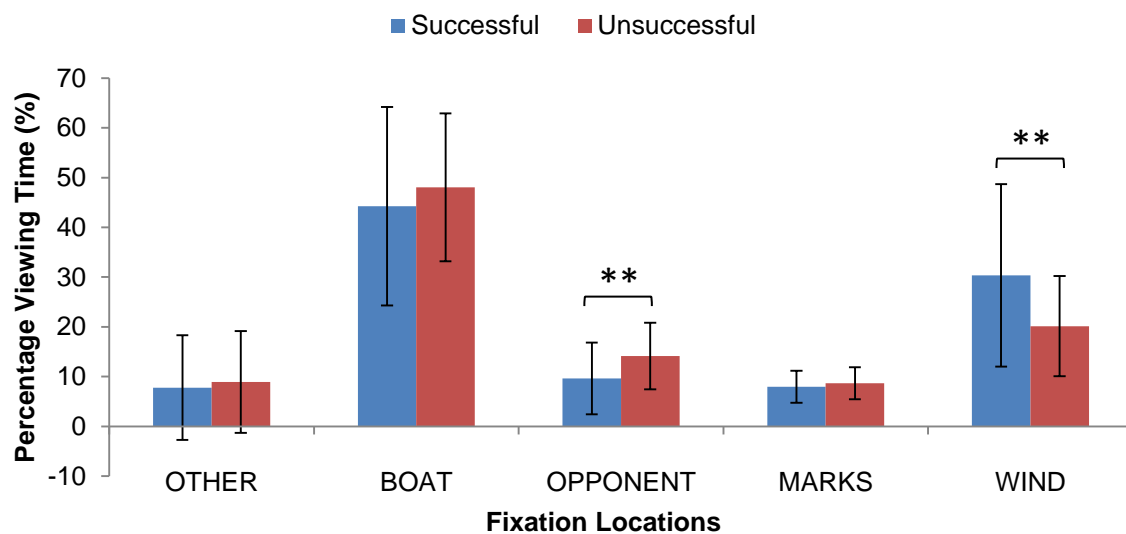 Successful Unsuccessful
Percentage Viewing Time (%)
70
60
50
40
30
20
10
0
-10
**
**
OTHER BOAT OPPONENT MARKS WIND
Fixation Locations